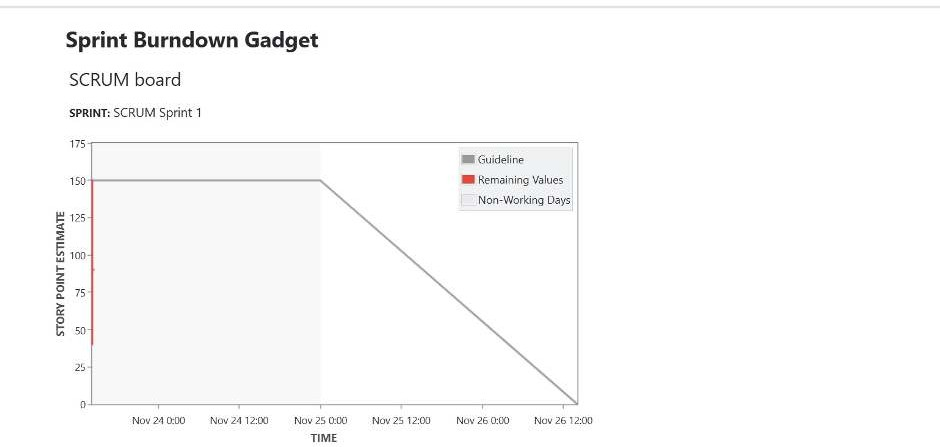 Sprint Burndown Gadget
SCRUM board
SPRINT: SCRUM Sprint 1
175
150
125
100
75
50
25
0
STORY POINT ESTIMATE
Guideline
Remaining Values
Non-Working Days
Nov 24 0:00 Nov 24 12:00 Nov 25 0:00 Nov 25 12:00 Nov 26 0:00 Nov 26 12:00
TIME